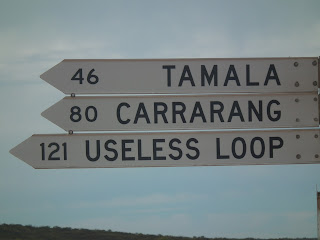 46 TAMALA
80 CARRARANG
121 USELESS LOOP